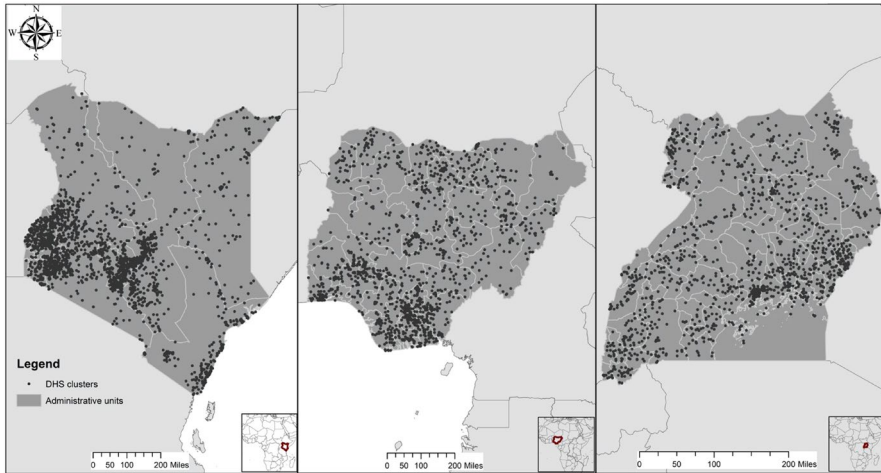 N
W E
S
Legend
DHS clusters
Administrative units
0 50 100 200 Miles
0 50 100 200 Miles
0 50 100 200 Miles